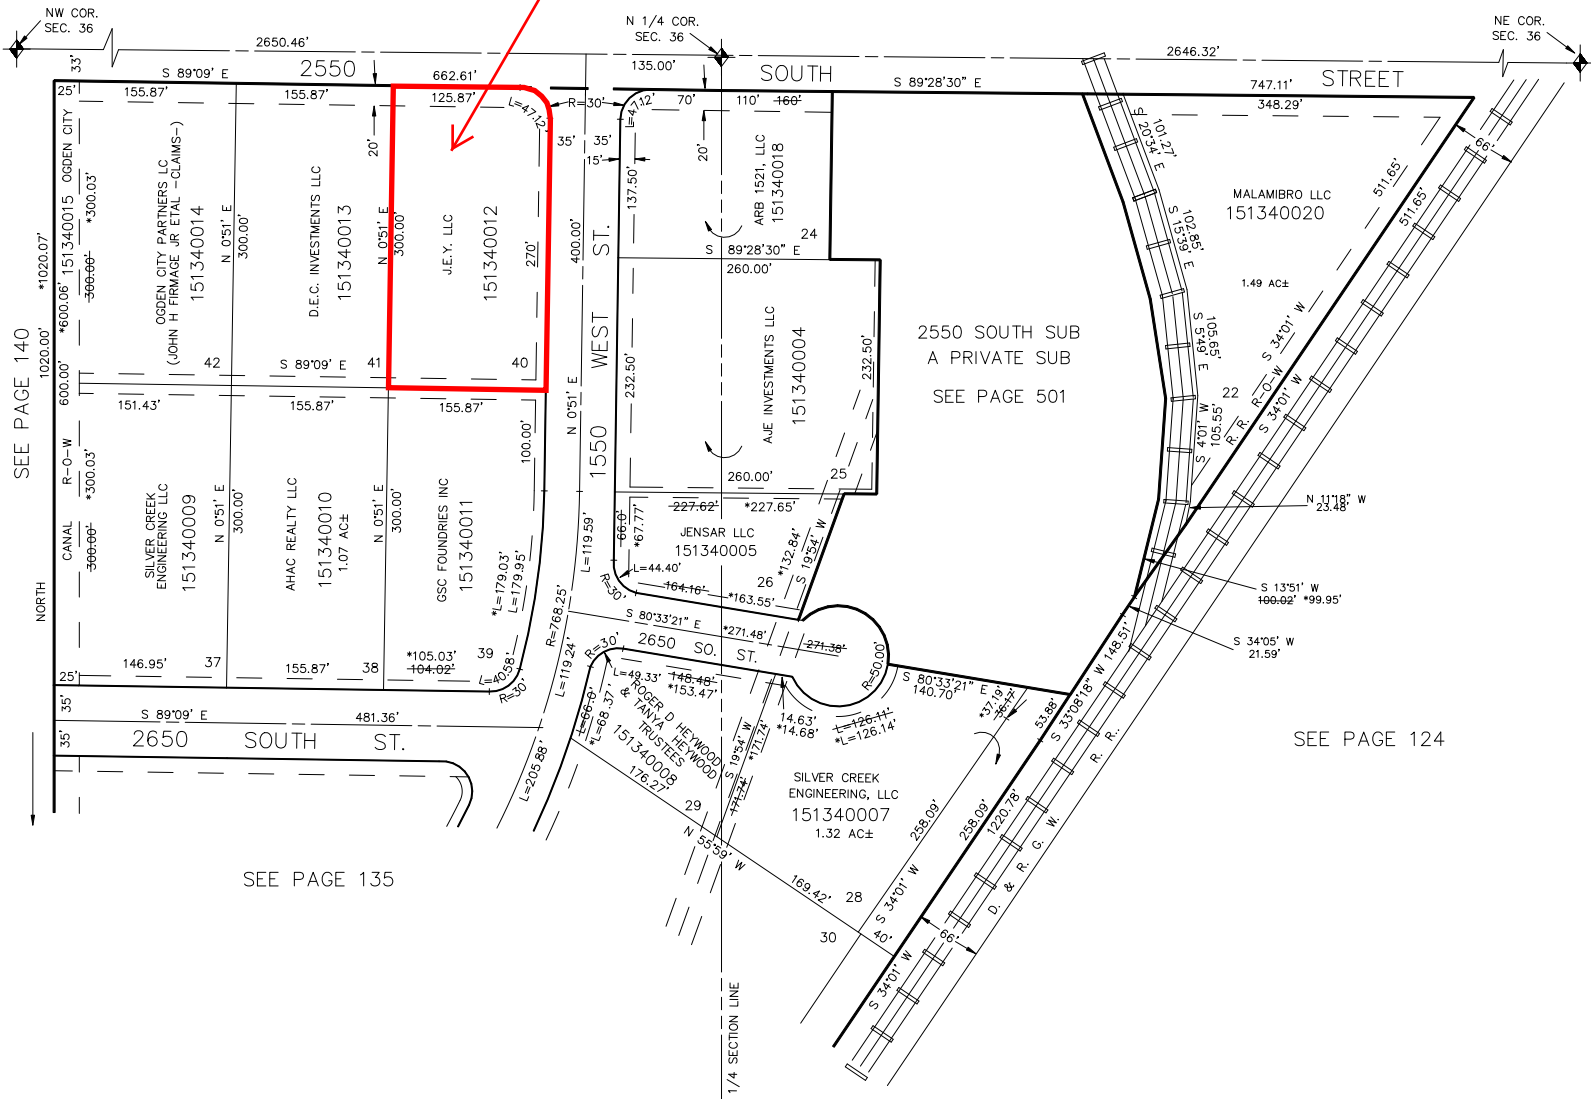 NW COR.
SEC. 36
N 1/4 COR.
SEC. 36
NE COR.
SEC. 36
2650.46'
2646.32'
33'
S 89°09' E
2550
662.61'
135.00'
SOUTH
S 89°28'30" E
747.11'
STREET
25'
155.87'
155.87'
125.87'
L=47.12'
R=30'
L=47.12'
70'
110'
160'
348.29'
20'
35'
35'
15'
20'
66'
*1020.07'
1020.00'
*600.06'
600.00'
151340015 OGDEN CITY
*300.03'
300.00'
OGDEN CITY PARTNERS LC
(JOHN H FIRMAGE JR ETAL -CLAIMS-)
151340014
N 0°51' E
300.00'
D.E.C. INVESTMENTS LLC
151340013
N 0°51' E
300.00'
J.E.Y. LLC
151340012
270'
400.00'
137.50'
ARB 1521, LLC
151340018
24
S 89°28'30" E
260.00'
S 20°34' E
101.27'
102.85'
S 15°39' E
105.65'
S 5°49' E
S 4°01' W
105.55'
MALAMIBRO LLC
151340020
1.49 AC±
511.65'
511.65'
S 34°01' W
R. R. R-O-W
S 34°01' W
22
42
S 89°09' E
41
40
SEE PAGE 140
1550 WEST ST.
N 0°51' E
232.50'
AJE INVESTMENTS LLC
151340004
232.50'
25
260.00'
2550 SOUTH SUB
A PRIVATE SUB
SEE PAGE 501
151.43'
155.87'
155.87'
100.00'
CANAL R-O-W
*300.03'
300.00'
SILVER CREEK
ENGINEERING LLC
151340009
N 0°51' E
300.00'
AHAC REALTY LLC
151340010
1.07 AC±
N 0°51' E
300.00'
GSC FOUNDRIES INC
151340011
*L=179.03'
L=179.95'
L=119.59'
66.0'
*67.77'
227.62' *227.65'
JENSAR LLC
151340005
26
*132.84'
S 19°54' W
L=44.40'
R=30'
164.16'
*163.55'
N 11°18" W
23.48'
S 13°51' W
100.02' *99.95'
S 34°05' W
21.59'
NORTH
25'
146.95'
37
155.87'
38
*105.03'
104.02'
39
L=40.58'
R=30'
R=768.25'
L=119.24'
S 80°33'21" E
*271.48'
271.38'
2650 SO. ST.
R=30'
R=50.00'
S 80°33'21" E
140.70'
148.51'
S 33°08'18" W
53.88'
*37.19'
36.17'
35'
35'
S 89°09' E
481.36'
2650 SOUTH ST.
L=205.88'
L=66.0'
*L=68.37'
L=49.33'
148.48'
*153.47'
ROGER D HEYWOOD
& TANYA HEYWOOD
TRUSTEES
151340008
176.27'
29
S 19°54' W
*171.74'
171.74'
14.63'
*14.68'
L=126.11'
*L=126.14'
SILVER CREEK
ENGINEERING, LLC
151340007
1.32 AC±
258.09'
258.09'
1220.78'
S 34°01' W
N 55°59' W
169.42'
28
30
40'
66'
S 34°01' W
D. & R. G. W. R. R.
SEE PAGE 124
SEE PAGE 135
1/4 SECTION LINE